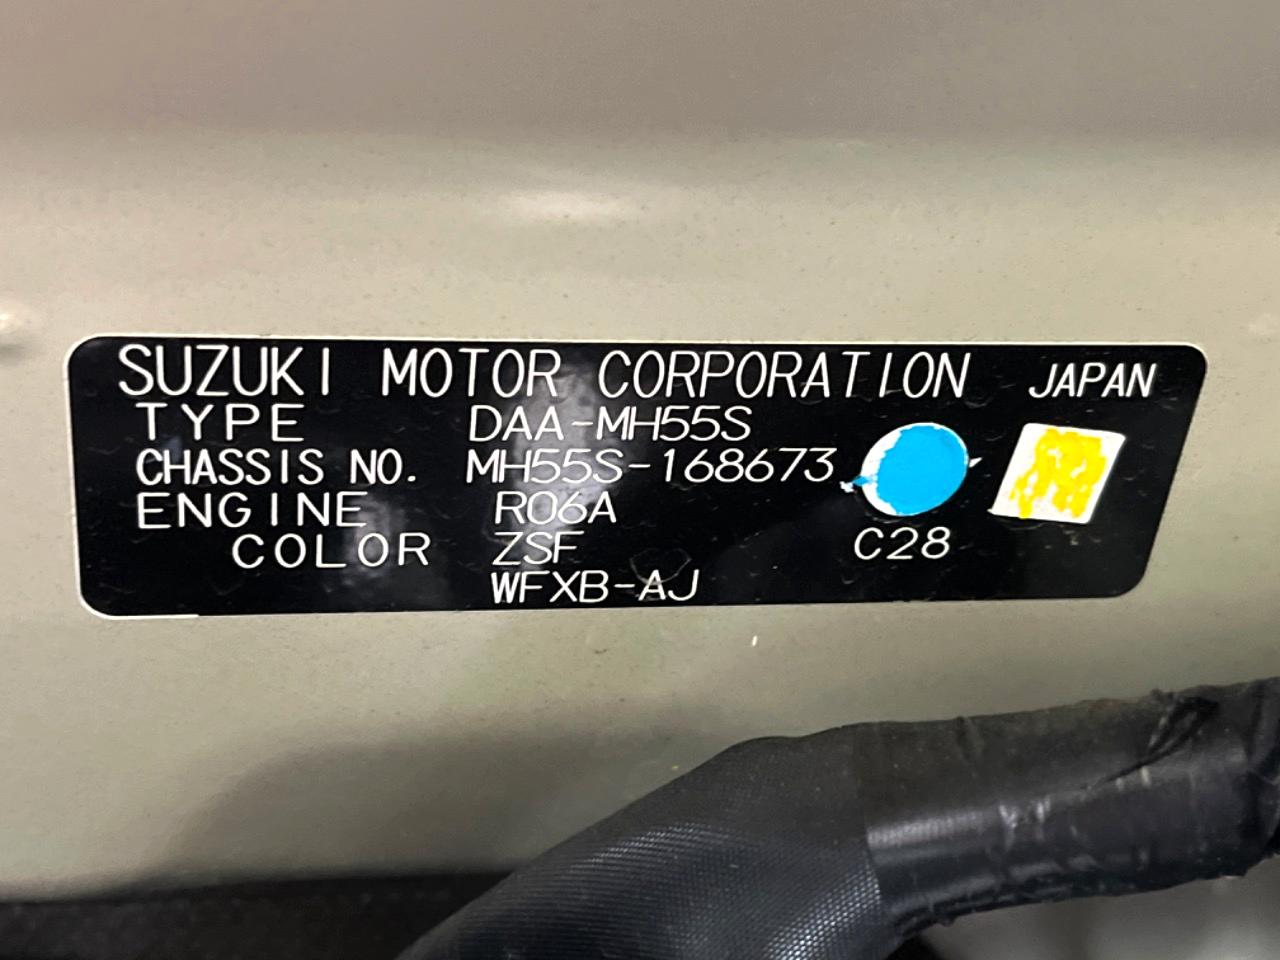 SUZUKI MOTOR CORPORATION JAPAN
TYPE DAA-MH55S
CHASSIS NO. MH55S-168673
ENGINE R06A
COLOR ZSF C28
WFXB-AJ